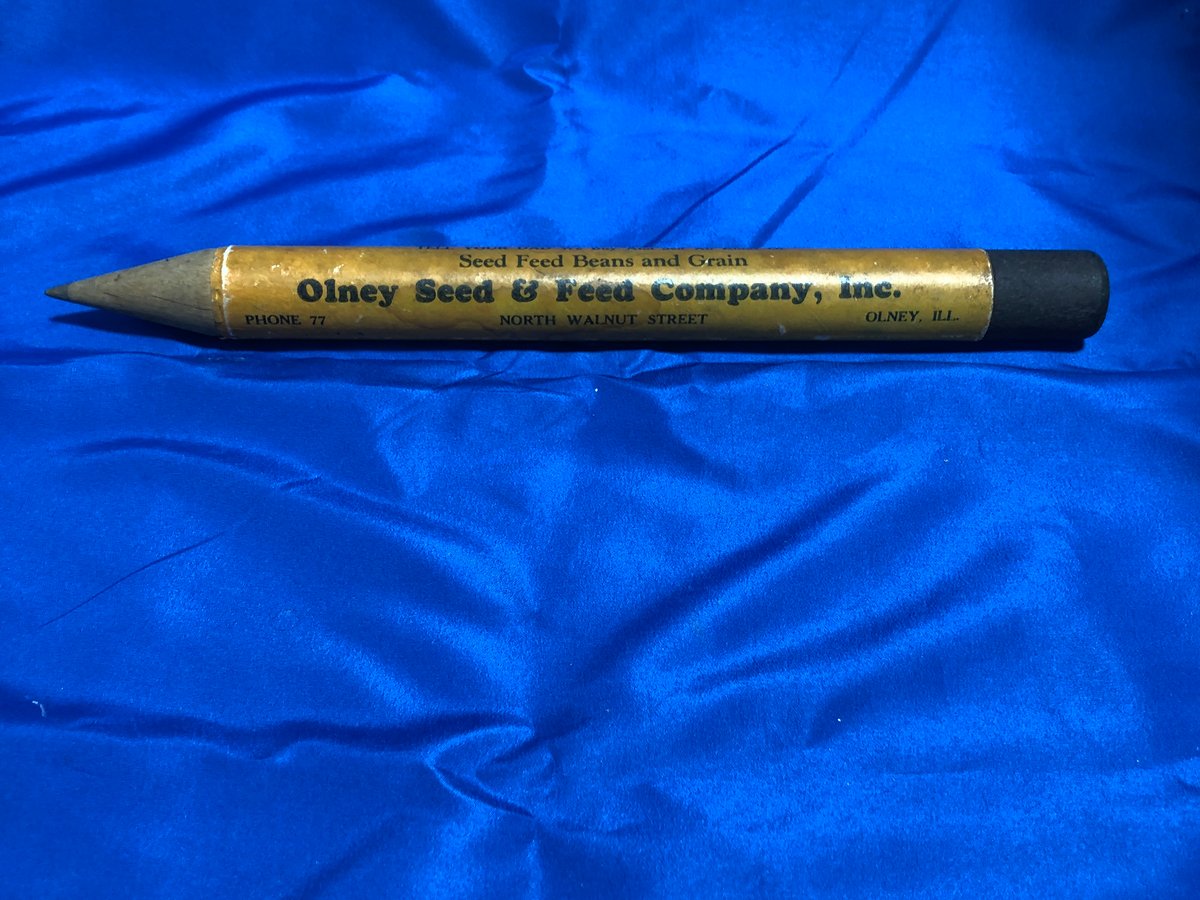 Seed Feed Beans and Grain
Olney Seed & Feed Company, Inc.
PHONE 77 NORTH WALNUT STREET OLNEY, ILL.